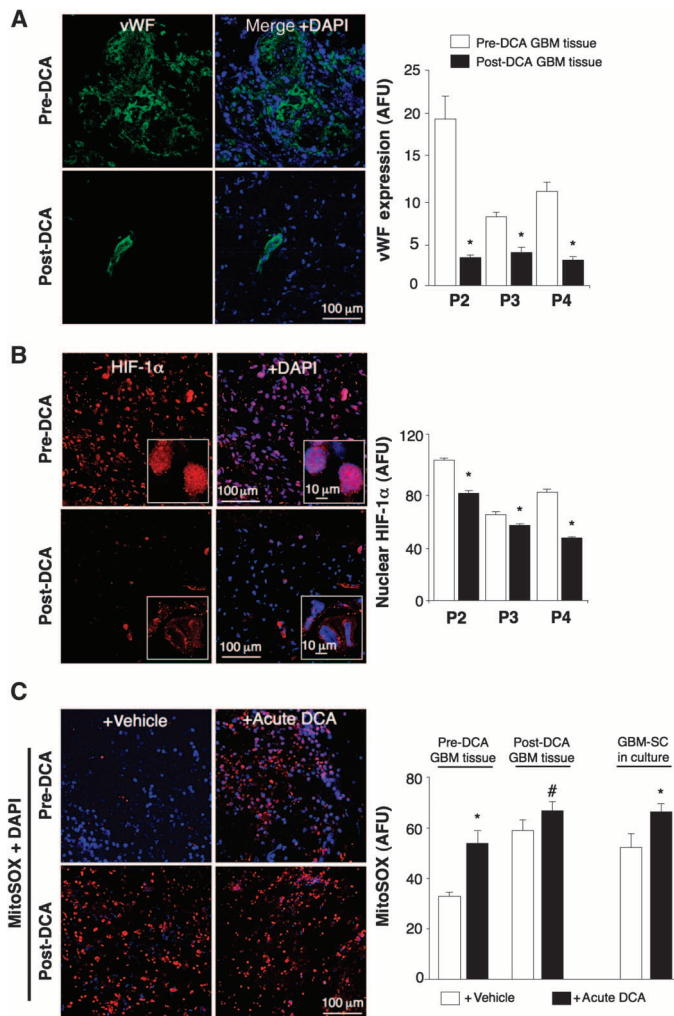 A
vWF
Merge +DAPI
Pre-DCA
Post-DCA
100 μm
Pre-DCA GBM tissue
Post-DCA GBM tissue
vWF expression (AFU)
25
20
15
10
5
0
*
*
*
P2
P3
P4
B
HIF-1α
+DAPI
Pre-DCA
100 μm
10 μm
Post-DCA
100 μm
10 μm
Nuclear HIF-1α (AFU)
120
80
40
0
*
*
*
P2
P3
P4
C
+Vehicle
+Acute DCA
MitoSOX + DAPI
Pre-DCA
Post-DCA
100 μm
Pre-DCA
GBM tissue
Post-DCA
GBM tissue
GBM-SC
in culture
MitoSOX (AFU)
80
60
40
20
0
*
#
*
+Vehicle
+Acute DCA